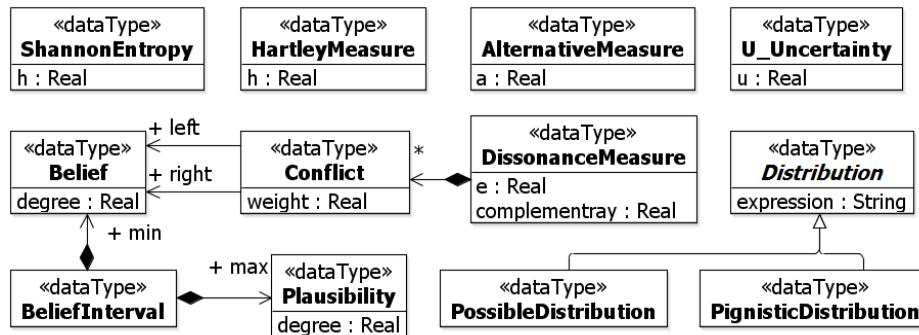 «dataType»
ShannonEntropy
h : Real
«dataType»
HartleyMeasure
h : Real
«dataType»
AlternativeMeasure
a : Real
«dataType»
U_Uncertainty
u : Real
«dataType»
Belief
degree : Real
+ left
+ right
«dataType»
Conflict
weight : Real
*
«dataType»
DissonanceMeasure
e : Real
complementray : Real
«dataType»
Distribution
expression : String
+ min
«dataType»
BeliefInterval
+ max
«dataType»
Plausibility
degree : Real
«dataType»
PossibleDistribution
«dataType»
PignisticDistribution